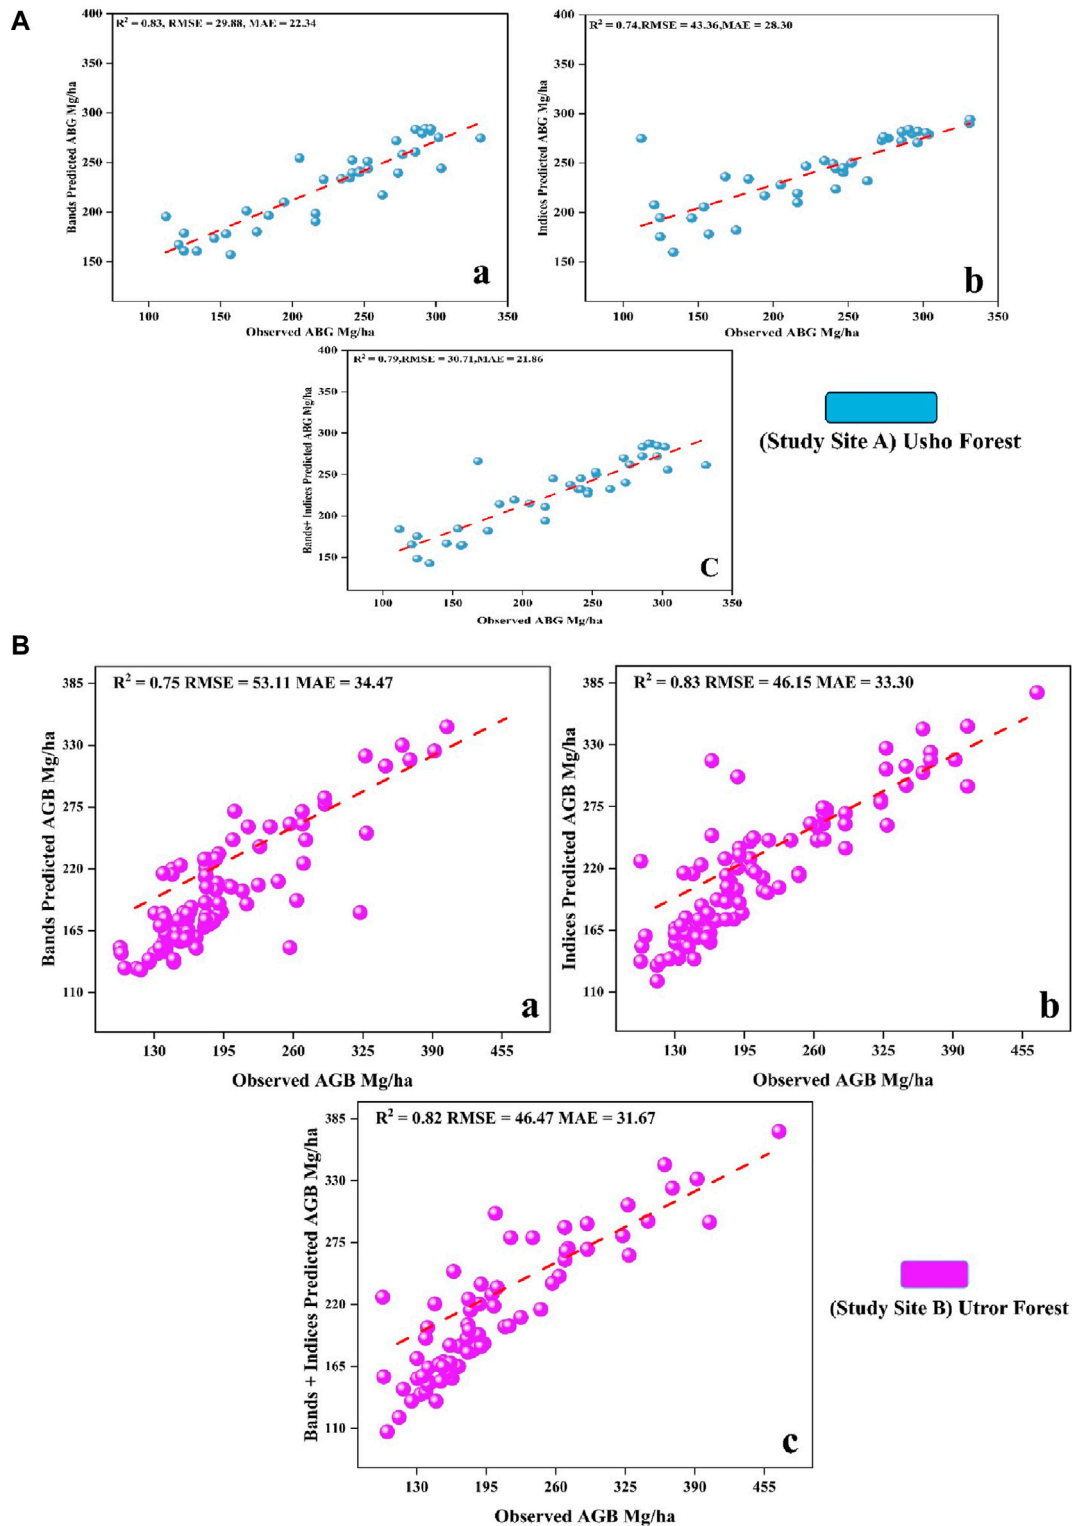 A
R² = 0.83, RMSE = 29.88, MAE = 22.34
Bands Predicted ABG Mg/ha
400
350
300
250
200
150
100 150 200 250 300 350
Observed ABG Mg/ha
a
R² = 0.74,RMSE = 43.36,MAE = 28.30
Indices Predicted ABG Mg/ha
400
350
300
250
200
150
100 150 200 250 300 350
Observed ABG Mg/ha
b
R² = 0.79,RMSE = 30.71,MAE = 21.86
Bands+ Indices Predicted ABG Mg/ha
400
350
300
250
200
150
100 150 200 250 300 350
Observed ABG Mg/ha
C
(Study Site A) Usho Forest
B
R² = 0.75 RMSE = 53.11 MAE = 34.47
Bands Predicted AGB Mg/ha
385
330
275
220
165
110
130 195 260 325 390 455
Observed AGB Mg/ha
a
R² = 0.83 RMSE = 46.15 MAE = 33.30
Indices Predicted AGB Mg/ha
385
330
275
220
165
110
130 195 260 325 390 455
Observed AGB Mg/ha
b
R² = 0.82 RMSE = 46.47 MAE = 31.67
Bands + Indices Predicted AGB Mg/ha
385
330
275
220
165
110
130 195 260 325 390 455
Observed AGB Mg/ha
c
(Study Site B) Utror Forest